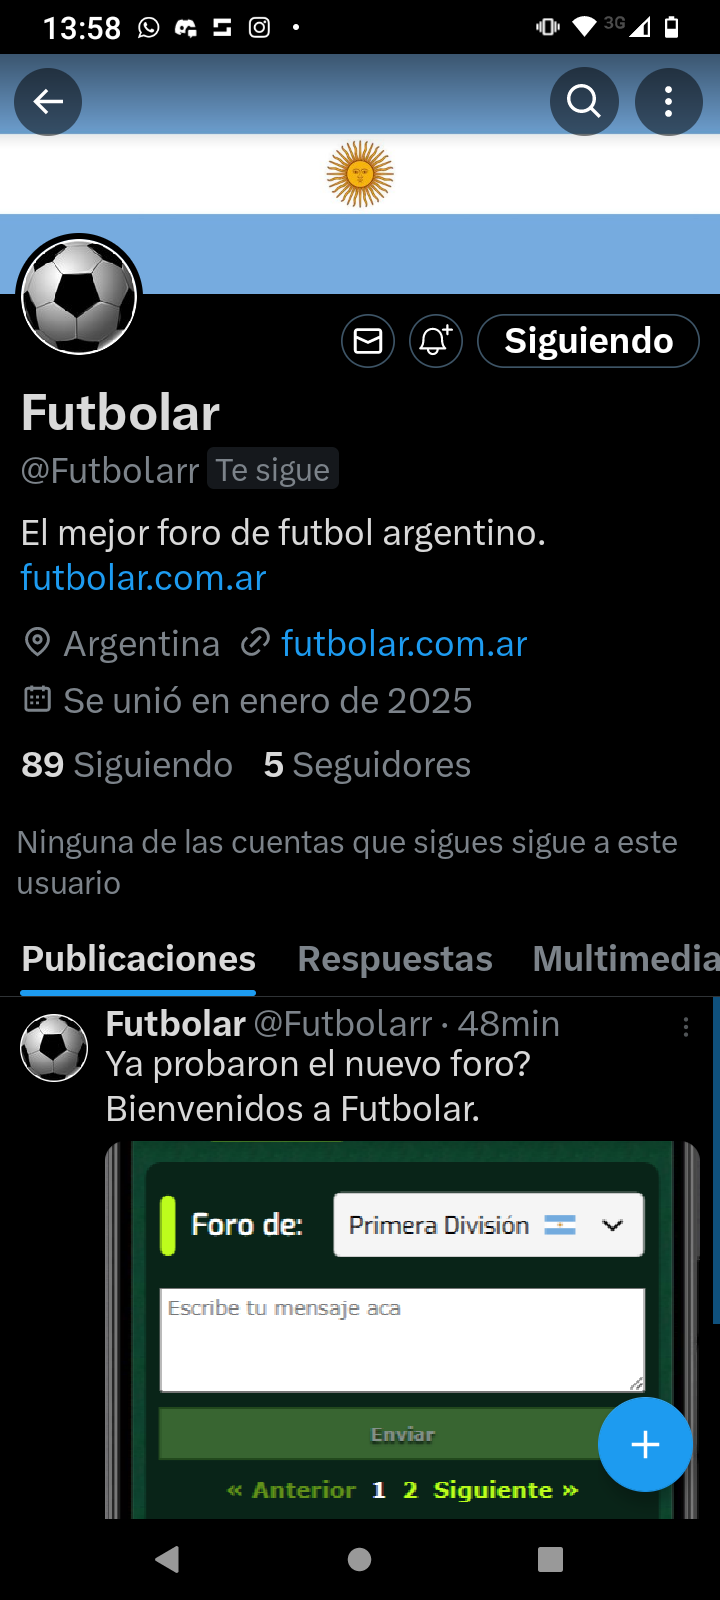 13:58
3G
Siguiendo
Futbolar
@Futbolarr Te sigue
El mejor foro de futbol argentino.
futbolar.com.ar
Argentina futbolar.com.ar
Se unió en enero de 2025
89 Siguiendo 5 Seguidores
Ninguna de las cuentas que sigues sigue a este
usuario
Publicaciones Respuestas Multimedia
Futbolar @Futbolarr · 48min
Ya probaron el nuevo foro?
Bienvenidos a Futbolar.
Foro de: Primera División
Escribe tu mensaje aca
Enviar
« Anterior 1 2 Siguiente »